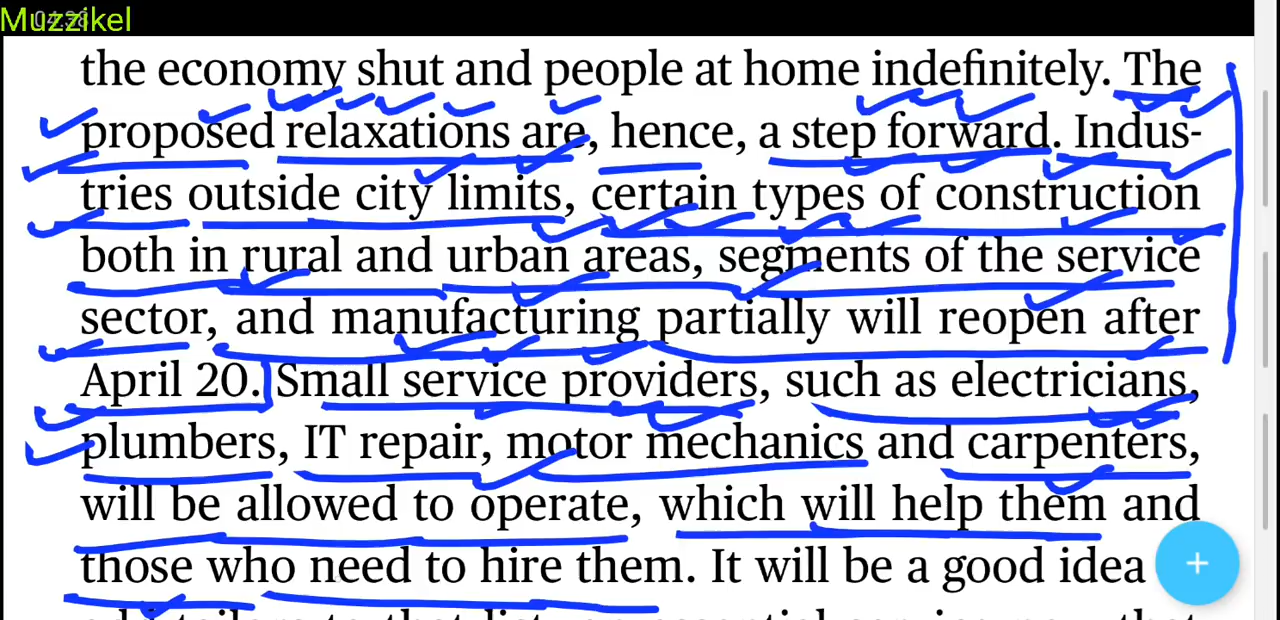 Muzzikel
the economy shut and people at home indefinitely. The
proposed relaxations are, hence, a step forward. Indus-
tries outside city limits, certain types of construction
both in rural and urban areas, segments of the service
sector, and manufacturing partially will reopen after
April 20. Small service providers, such as electricians,
plumbers, IT repair, motor mechanics and carpenters,
will be allowed to operate, which will help them and
those who need to hire them. It will be a good idea